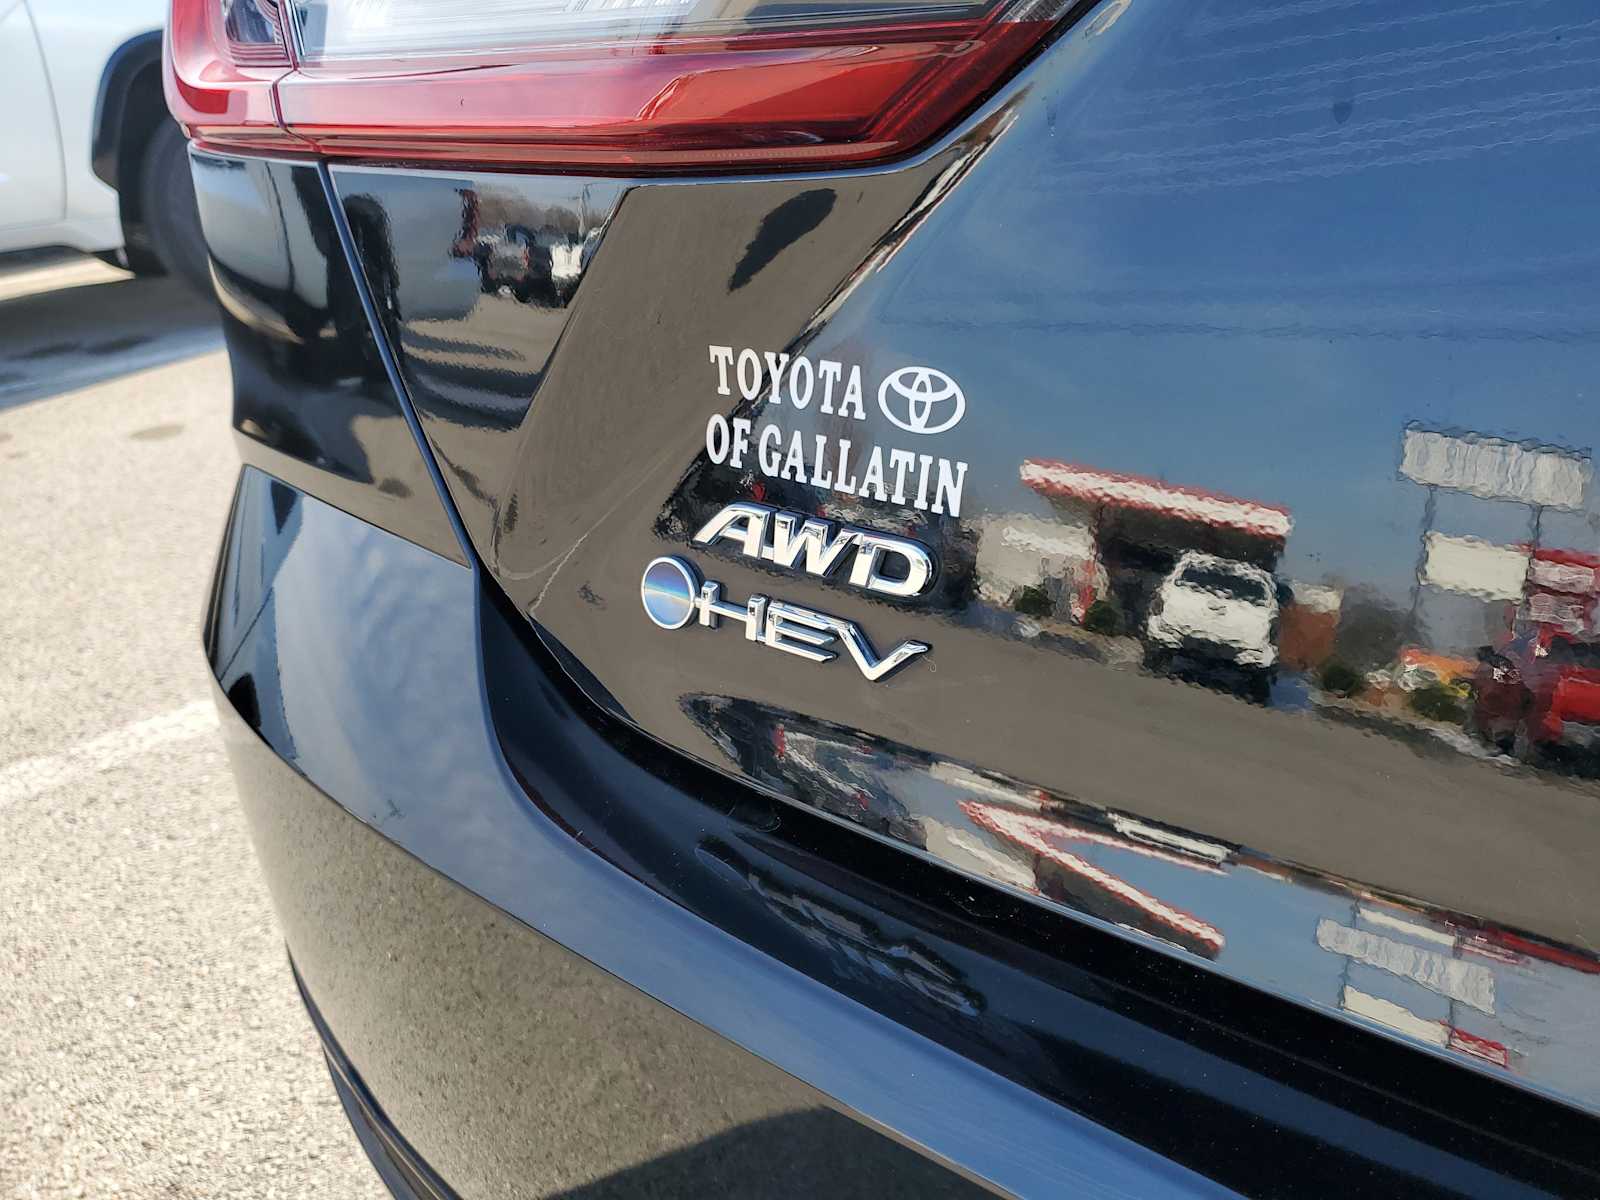 TOYOTA
OF GALLATIN
AWD
HEV